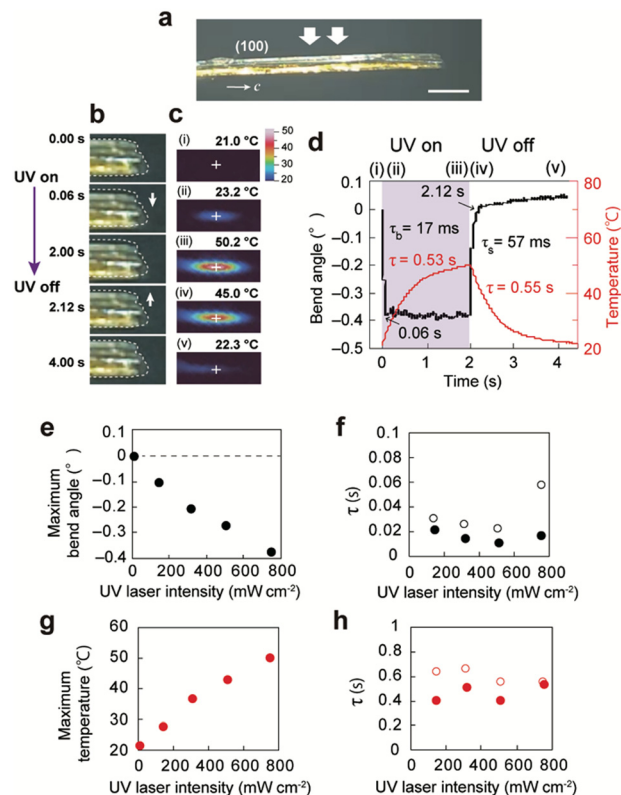 a
(100)
c
b
c
d
0.00 s
UV on
0.06 s
2.00 s
UV off
2.12 s
4.00 s
(i) 21.0 °C
(ii) 23.2 °C
(iii) 50.2 °C
(iv) 45.0 °C
(v) 22.3 °C
50
40
30
20
UV on UV off
(i) (ii) (iii) (iv) (v)
0.1
0
−0.1
−0.2
−0.3
−0.4
−0.5
Bend angle (°)
2.12 s
τb = 17 ms
τs = 57 ms
τ = 0.53 s
τ = 0.55 s
0.06 s
80
60
40
20
Temperature (℃)
0 2 4
Time (s)
e
0.1
0
−0.1
−0.2
−0.3
−0.4
Maximum
bend angle (°)
0 200 400 600 800
UV laser intensity (mW cm-2)
f
0.1
0.08
0.06
0.04
0.02
0
τ (s)
0 200 400 600 800
UV laser intensity (mW cm-2)
g
60
50
40
30
20
Maximum
temperature (℃)
0 200 400 600 800
UV laser intensity (mW cm-2)
h
1
0.8
0.6
0.4
0.2
0
τ (s)
0 200 400 600 800
UV laser intensity (mW cm-2)